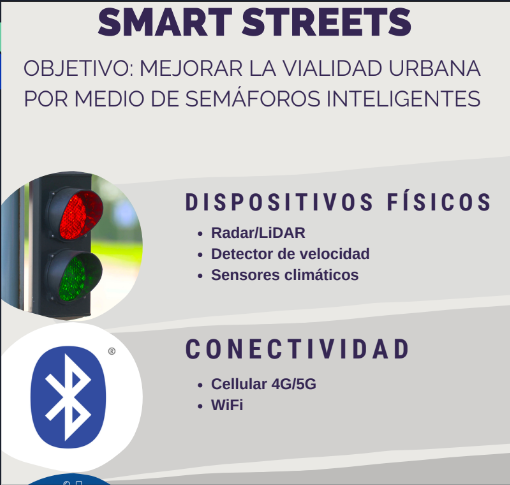 SMART STREETS
OBJETIVO: MEJORAR LA VIALIDAD URBANA
POR MEDIO DE SEMÁFOROS INTELIGENTES
DISPOSITIVOS FÍSICOS
• Radar/LiDAR
• Detector de velocidad
• Sensores climáticos
®
CONECTIVIDAD
• Cellular 4G/5G
• WiFi